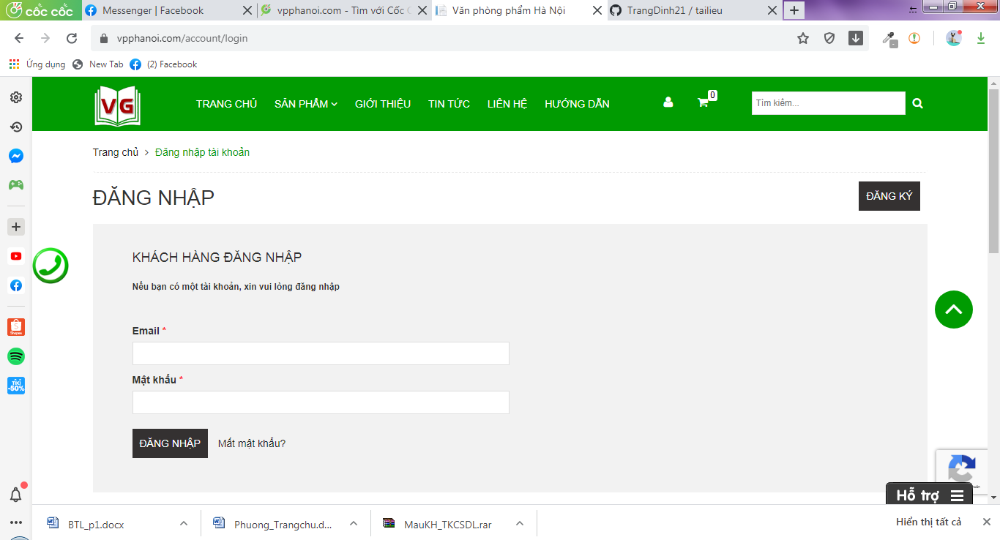 cốc cốc
Messenger | Facebook
vpphanoi.com - Tìm với Cốc C
Văn phòng phẩm Hà Nội
TrangDinh21 / tailieu
vpphanoi.com/account/login
Ứng dụng
New Tab
(2) Facebook
VG
TRANG CHỦ
SẢN PHẨM
GIỚI THIỆU
TIN TỨC
LIÊN HỆ
HƯỚNG DẪN
0
Tìm kiếm...
Trang chủ > Đăng nhập tài khoản
ĐĂNG NHẬP
ĐĂNG KÝ
KHÁCH HÀNG ĐĂNG NHẬP
Nếu bạn có một tài khoản, xin vui lòng đăng nhập
Email *
Mật khẩu *
ĐĂNG NHẬP
Mất mật khẩu?
Shopee
TIKI
-50%
Hỗ trợ
BTL_p1.docx
Phuong_Trangchu.d...
MauKH_TKCSDL.rar
Hiển thị tất cả